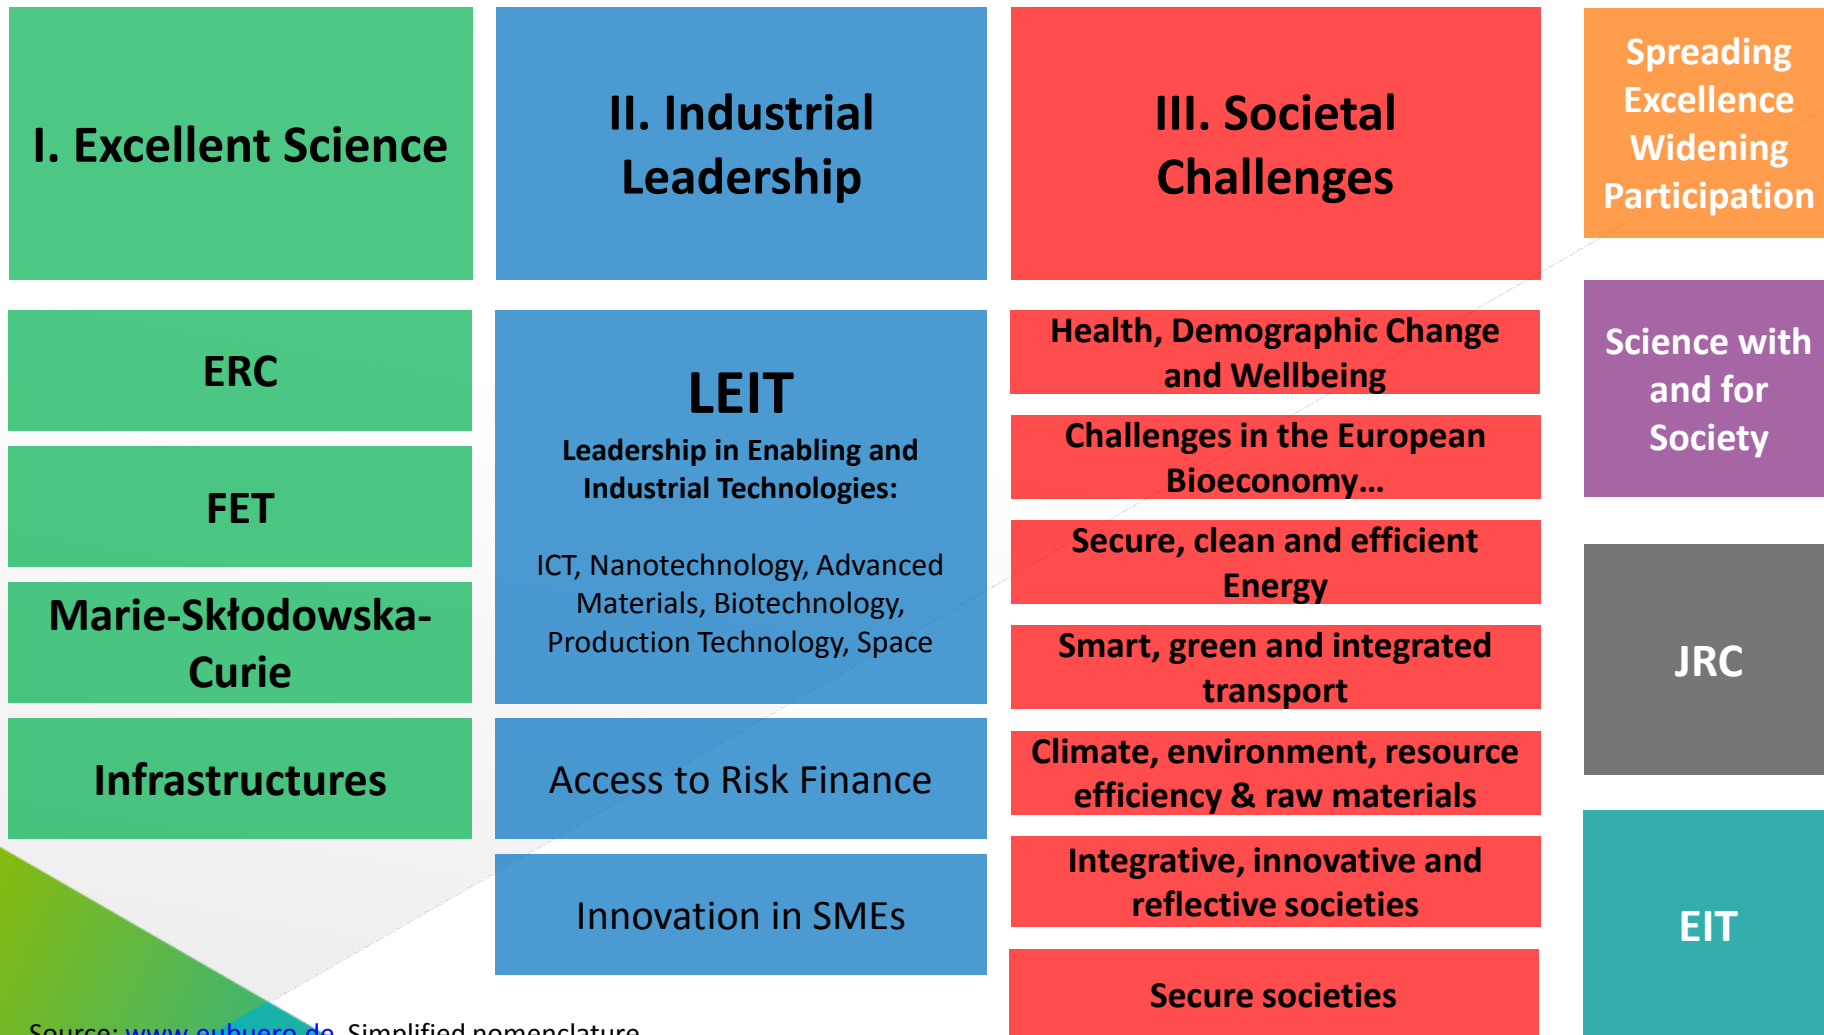 I. Excellent Science
ERC
FET
Marie-Skłodowska-
Curie
Infrastructures
II. Industrial
Leadership
LEIT
Leadership in Enabling and
Industrial Technologies:
ICT, Nanotechnology, Advanced
Materials, Biotechnology,
Production Technology, Space
Access to Risk Finance
Innovation in SMEs
III. Societal
Challenges
Health, Demographic Change
and Wellbeing
Challenges in the European
Bioeconomy...
Secure, clean and efficient
Energy
Smart, green and integrated
transport
Climate, environment, resource
efficiency & raw materials
Integrative, innovative and
reflective societies
Secure societies
Spreading
Excellence
Widening
Participation
Science with
and for
Society
JRC
EIT
Source: www.eubuero.de Simplified nomenclature